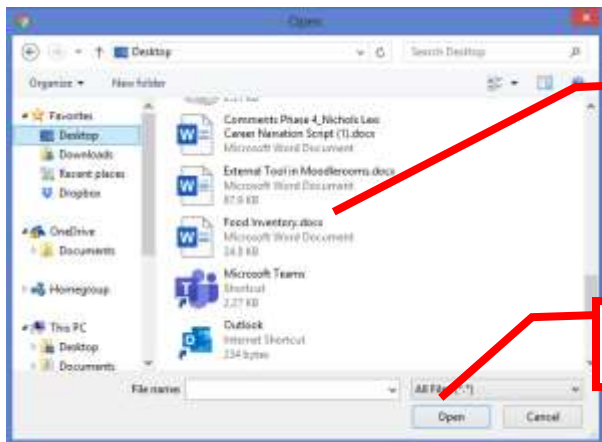 Open
Desktop
Search Desktop
Organize
New folder
Favorites
Comments Phase 4_Nichols Lexi
Career Narration Script (1).docx
Microsoft Word Document
Desktop
Downloads
External Tool in Moodlerooms.docx
Microsoft Word Document
87.9 KB
Recent places
Dropbox
Food Inventory.docx
Microsoft Word Document
24.8 KB
OneDrive
Documents
Microsoft Teams
Shortcut
2.27 KB
Homegroup
Outlook
Internet Shortcut
234 bytes
This PC
Desktop
Documents
File name:
All Files (*.*)
Open
Cancel